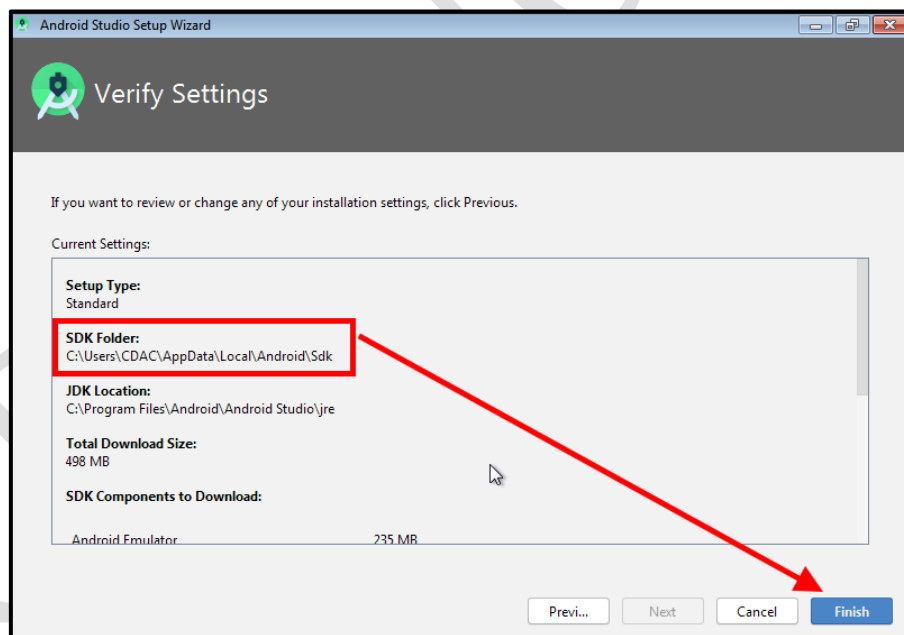 Android Studio Setup Wizard
Verify Settings
If you want to review or change any of your installation settings, click Previous.
Current Settings:
Setup Type:
Standard
SDK Folder:
C:\Users\CDAC\AppData\Local\Android\Sdk
JDK Location:
C:\Program Files\Android\Android Studio\jre
Total Download Size:
498 MB
SDK Components to Download:
Android Emulator 235 MB
Previ... Next Cancel Finish